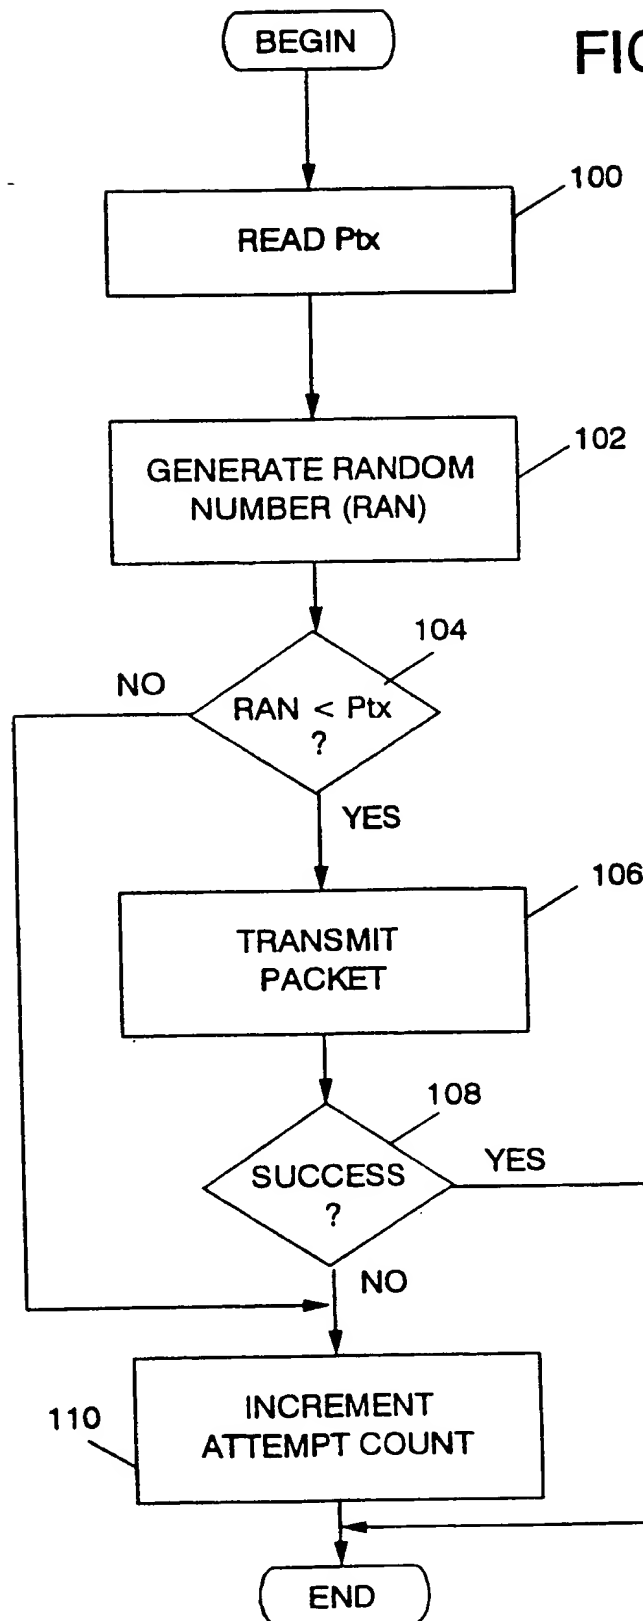 BEGIN
FIG
100
READ Ptx
102
GENERATE RANDOM
NUMBER (RAN)
104
NO
RAN < Ptx
?
YES
106
TRANSMIT
PACKET
108
SUCCESS
?
YES
NO
110
INCREMENT
ATTEMPT COUNT
END